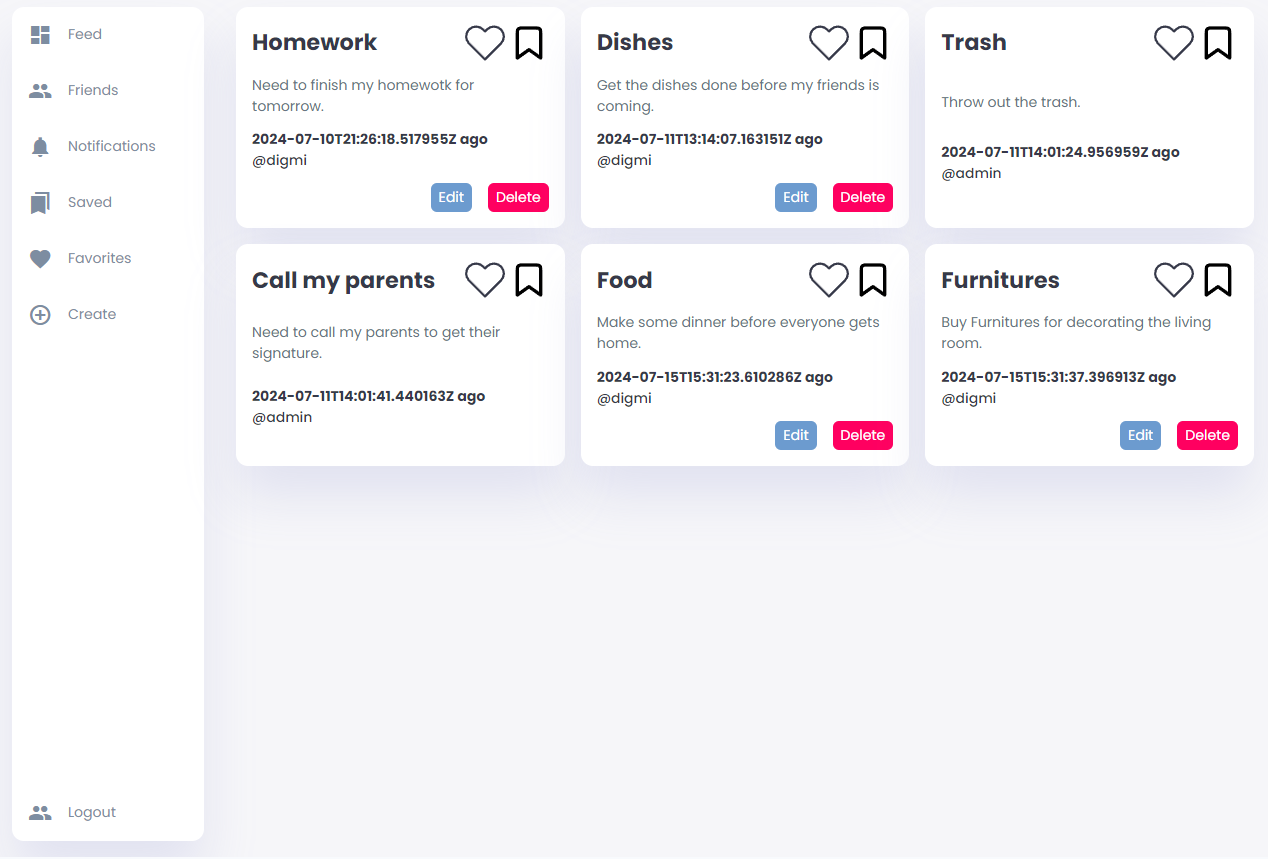 Feed
Friends
Notifications
Saved
Favorites
Create
Logout
Homework
Need to finish my homewotk for
tomorrow.
2024-07-10T21:26:18.517955Z ago
@digmi
Edit Delete
Dishes
Get the dishes done before my friends is
coming.
2024-07-11T13:14:07.163151Z ago
@digmi
Edit Delete
Trash
Throw out the trash.
2024-07-11T14:01:24.956959Z ago
@admin
Call my parents
Need to call my parents to get their
signature.
2024-07-11T14:01:41.440163Z ago
@admin
Food
Make some dinner before everyone gets
home.
2024-07-15T15:31:23.610286Z ago
@digmi
Edit Delete
Furnitures
Buy Furnitures for decorating the living
room.
2024-07-15T15:31:37.396913Z ago
@digmi
Edit Delete